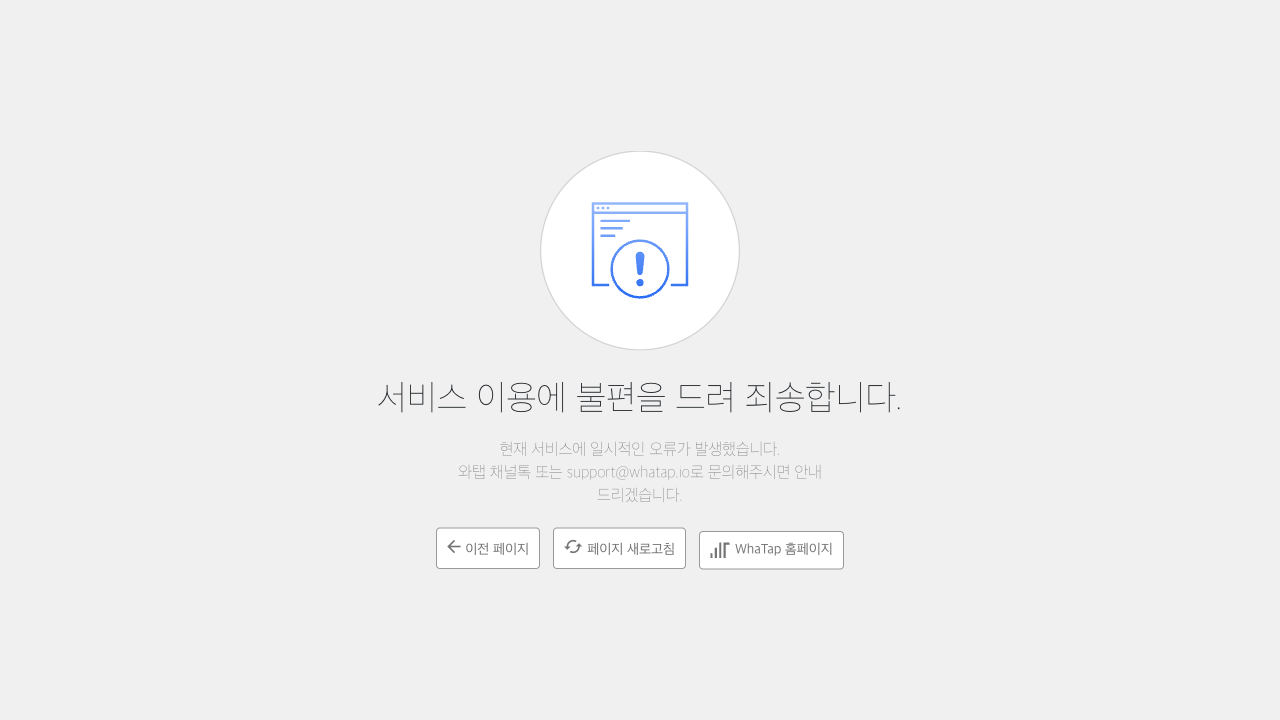 서비스 이용에 불편을 드려 죄송합니다.
현재 서비스에 일시적인 오류가 발생했습니다.
와탭 채널톡 또는 support@whatap.io로 문의해주시면 안내
드리겠습니다.
이전 페이지
페이지 새로고침
WhaTap 홈페이지